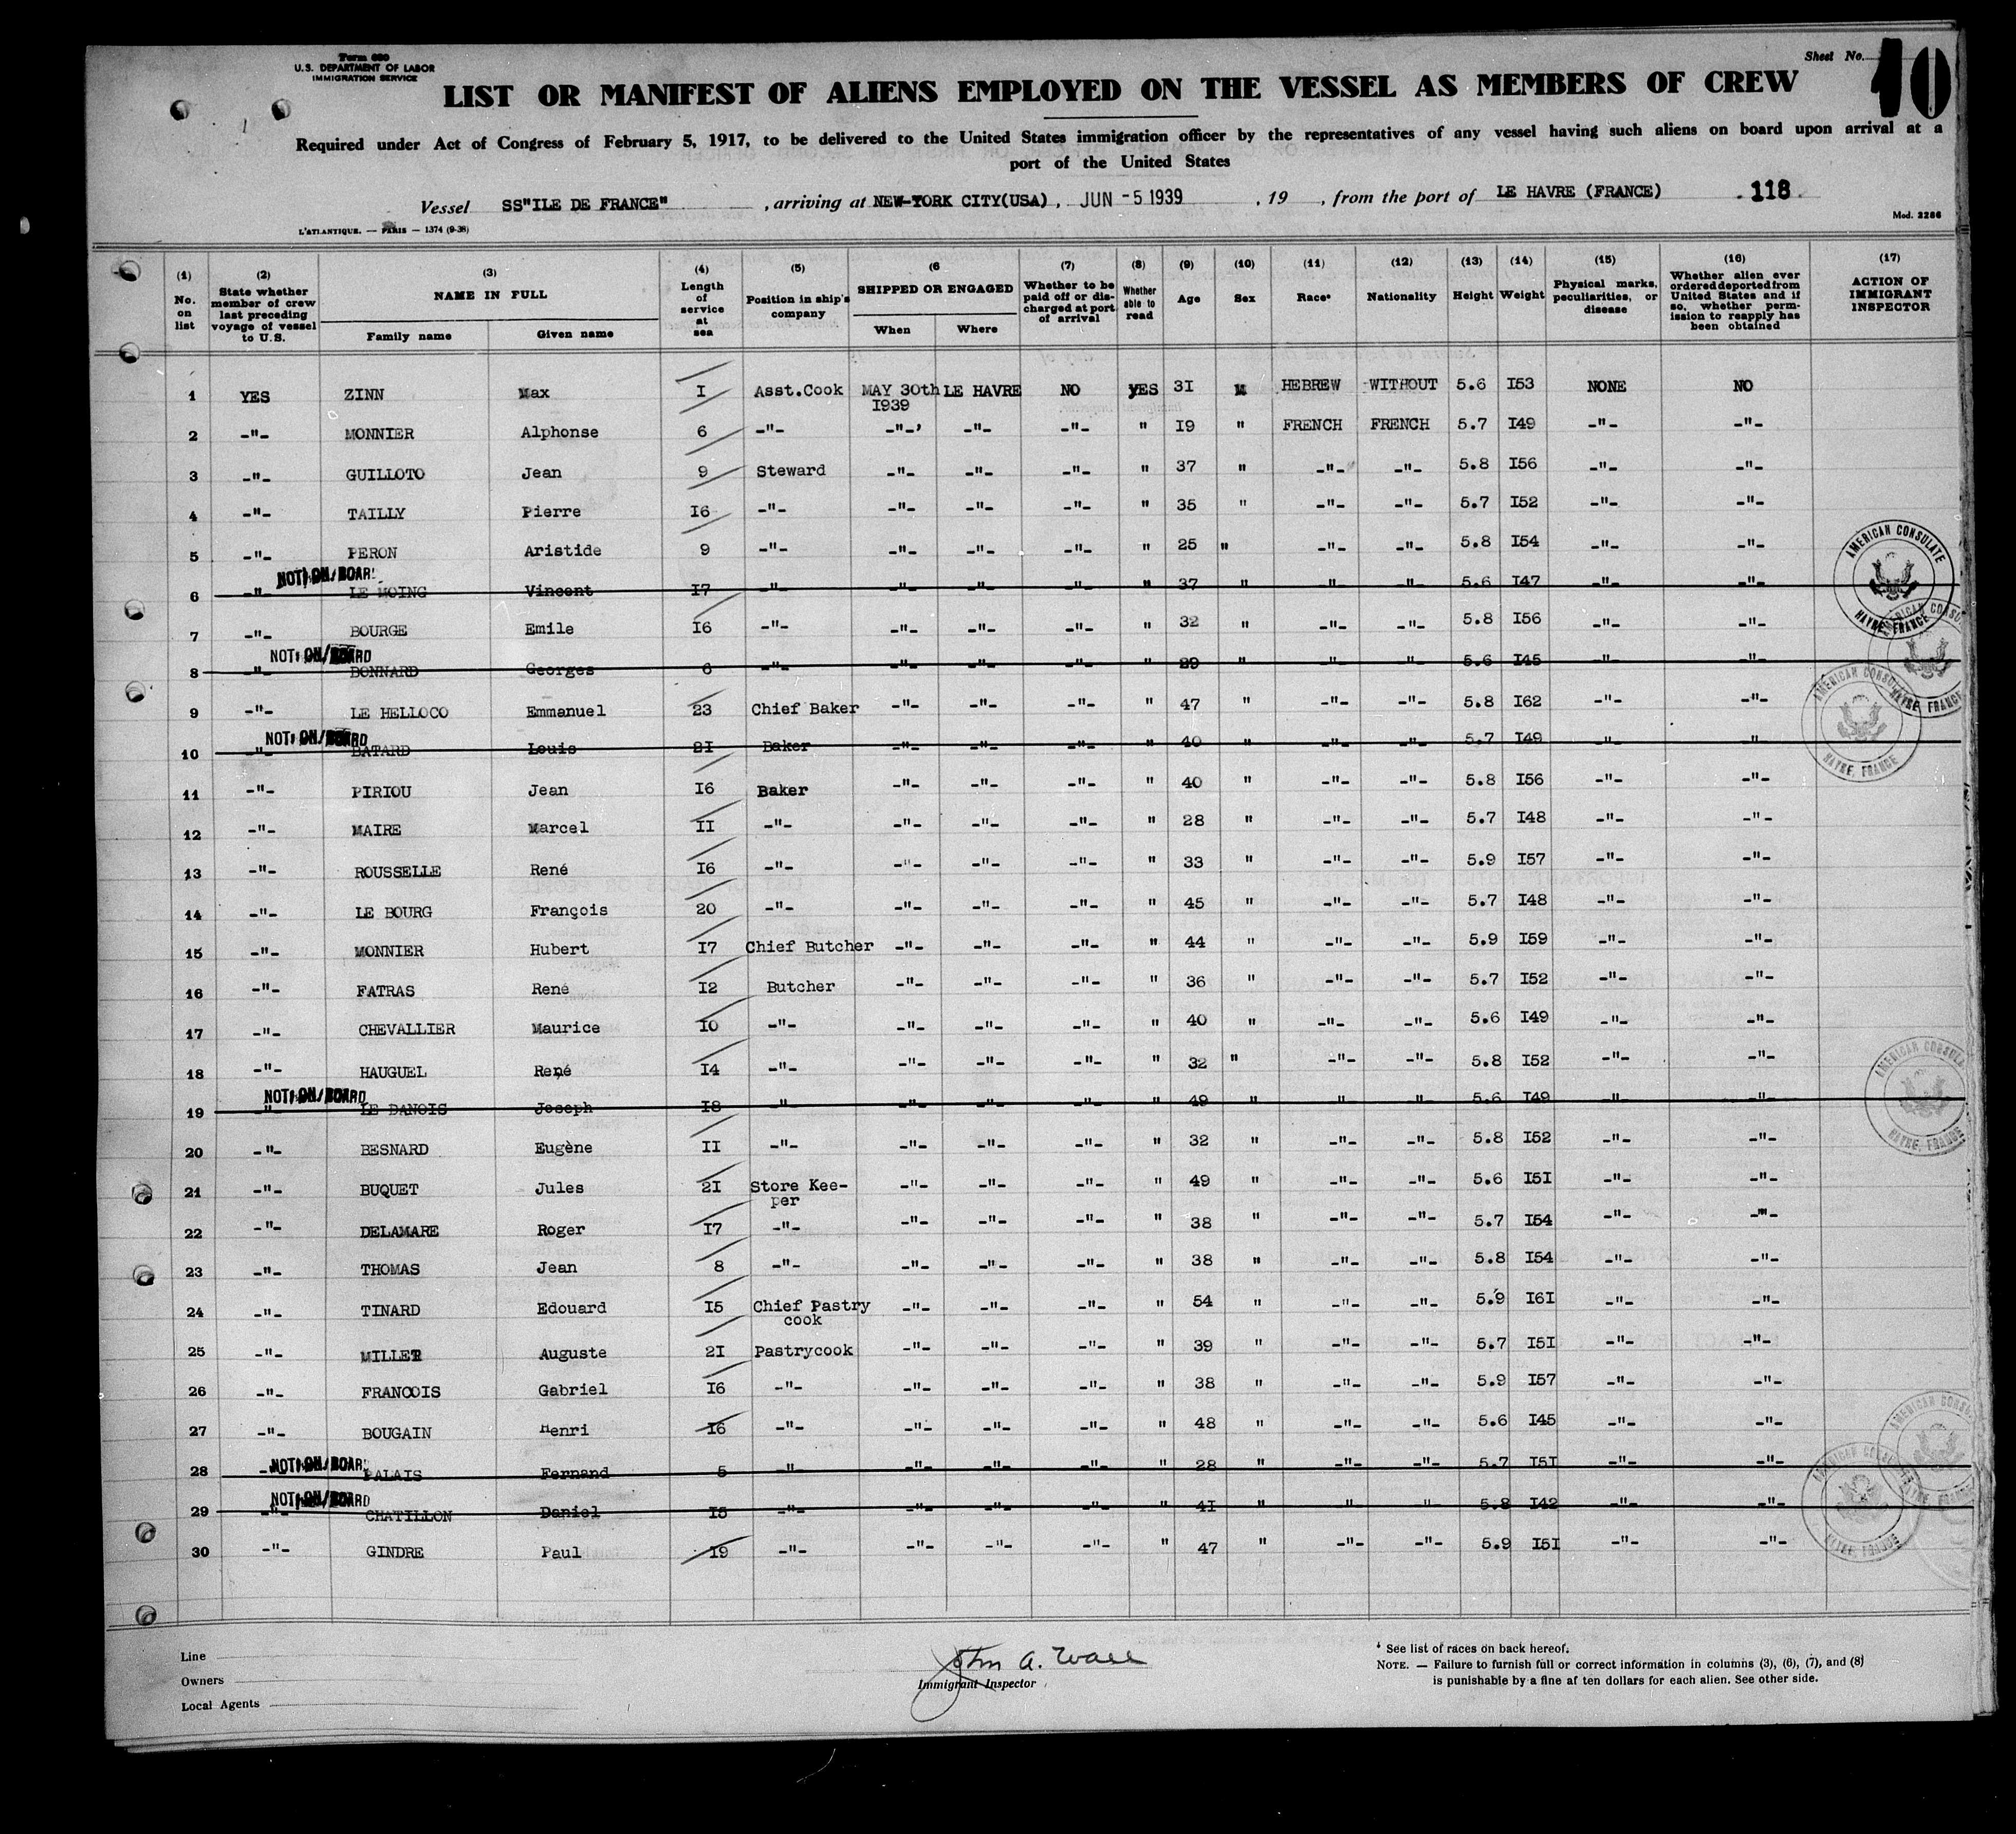 Form 680
U.S. DEPARTMENT OF LABOR
IMMIGRATION SERVICE
Sheet No. 10
LIST OR MANIFEST OF ALIENS EMPLOYED ON THE VESSEL AS MEMBERS OF CREW
Required under Act of Congress of February 5, 1917, to be delivered to the United States immigration officer by the representatives of any vessel having such aliens on board upon arrival at a
port of the United States
Vessel SS"ILE DE FRANCE" , arriving at NEW-YORK CITY(USA), JUN -5 1939 , 19 , from the port of LE HAVRE (FRANCE) .118.
L'ATLANTIQUE. — PARIS — 1374 (9-38)
Mod. 2286
(1) No. on list (2) State whether member of crew last preceding voyage of vessel to U.S. (3) NAME IN FULL Family name Given name (4) Length of service at sea (5) Position in ship's company (6 SHIPPED OR ENGAGED When Where (7) Whether to be paid off or discharged at port of arrival (8) Whether able to read (9) Age (10) Sex (11) Race* (12) Nationality (13) Height (14) Weight (15) Physical marks, peculiarities, or disease (16) Whether alien ever ordered deported from United States and if so, whether permission to reapply has been obtained (17) ACTION OF IMMIGRANT INSPECTOR
1 YES ZINN Max I Asst.Cook MAY 30th 1939 LE HAVRE NO YES 3I M HEBREW WITHOUT 5.6 I53 NONE NO
2 -"- MONNIER Alphonse 6 -"- -"-' -"- -"- " I9 " FRENCH FRENCH 5.7 I49 -"- -"-
3 -"- GUILLOTO Jean 9 Steward -"- -"- -"- " 37 " -"- -"- 5.8 I56 -"- -"-
4 -"- TAILLY Pierre I6 -"- -"- -"- -"- " 35 " -"- -"- 5.7 I52 -"- -"-
5 -"- PERON Aristide 9 -"- -"- -"- -"- " 25 " -"- -"- 5.8 I54 -"- -"-
NOT ON BOARD
6 -"- LE MOING Vincent I7 -"- -"- -"- -"- " 37 " -"- -"- 5.6 I47 -"- -"-
7 -"- BOURGE Emile I6 -"- -"- -"- -"- " 32 " -"- -"- 5.8 I56 -"- -"-
NOT ON BOARD
8 -"- BONNARD Georges 6 -"- -"- -"- -"- " 29 " -"- -"- 5.6 I45 -"- -"-
9 -"- LE HELLOCO Emmanuel 23 Chief Baker -"- -"- -"- " 47 " -"- -"- 5.8 I62 -"- -"-
NOT ON BOARD
10 -"- BATARD Louis 2I Baker -"- -"- -"- " 40 " -"- -"- 5.7 I49 -"- -"-
11 -"- PIRIOU Jean I6 Baker -"- -"- -"- " 40 " -"- -"- 5.8 I56 -"- -"-
12 -"- MAIRE Marcel II -"- -"- -"- -"- " 28 " -"- -"- 5.7 I48 -"- -"-
13 -"- ROUSSELLE René I6 -"- -"- -"- -"- " 33 " -"- -"- 5.9 I57 -"- -"-
14 -"- LE BOURG François 20 -"- -"- -"- -"- " 45 " -"- -"- 5.7 I48 -"- -"-
15 -"- MONNIER Hubert I7 Chief Butcher -"- -"- -"- " 44 " -"- -"- 5.9 I59 -"- -"-
16 -"- FATRAS René I2 Butcher -"- -"- -"- " 36 " -"- -"- 5.7 I52 -"- -"-
17 -"- CHEVALLIER Maurice I0 -"- -"- -"- -"- " 40 " -"- -"- 5.6 I49 -"- -"-
18 -"- HAUGUEL René I4 -"- -"- -"- -"- " 32 " -"- -"- 5.8 I52 -"- -"-
NOT ON BOARD
19 -"- LE DANOIS Joseph I8 -"- -"- -"- -"- " 49 " -"- -"- 5.6 I49 -"- -"-
20 -"- BESNARD Eugène II -"- -"- -"- -"- " 32 " -"- -"- 5.8 I52 -"- -"-
21 -"- BUQUET Jules 2I Store Kee-per -"- -"- -"- " 49 " -"- -"- 5.6 I5I -"- -"-
22 -"- DELAMARE Roger I7 -"- -"- -"- -"- " 38 " -"- -"- 5.7 I54 -"- -"-
23 -"- THOMAS Jean 8 -"- -"- -"- -"- " 38 " -"- -"- 5.8 I54 -"- -"-
24 -"- TINARD Edouard I5 Chief Pastry cook -"- -"- -"- " 54 " -"- -"- 5.9 I6I -"- -"-
25 -"- MILLET Auguste 2I Pastrycook -"- -"- -"- " 39 " -"- -"- 5.7 I5I -"- -"-
26 -"- FRANCOIS Gabriel I6 -"- -"- -"- -"- " 38 " -"- -"- 5.9 I57 -"- -"-
27 -"- BOUGAIN Henri I6 -"- -"- -"- -"- " 48 " -"- -"- 5.6 I45 -"- -"-
NOT ON BOARD
28 -"- PALAIS Fernand 5 -"- -"- -"- -"- " 28 " -"- -"- 5.7 I5I -"- -"-
NOT ON BOARD
29 -"- CHATILLON Daniel I5 -"- -"- -"- -"- " 4I " -"- -"- 5.8 I42 -"- -"-
30 -"- GINDRE Paul I9 -"- -"- -"- -"- " 47 " -"- -"- 5.9 I5I -"- -"-
AMERICAN CONSULATE
HAVRE, FRANCE
Line
Owners
Local Agents
John A. Wall
Immigrant Inspector
* See list of races on back hereof.
NOTE. — Failure to furnish full or correct information in columns (3), (6), (7), and (8)
is punishable by a fine af ten dollars for each alien. See other side.